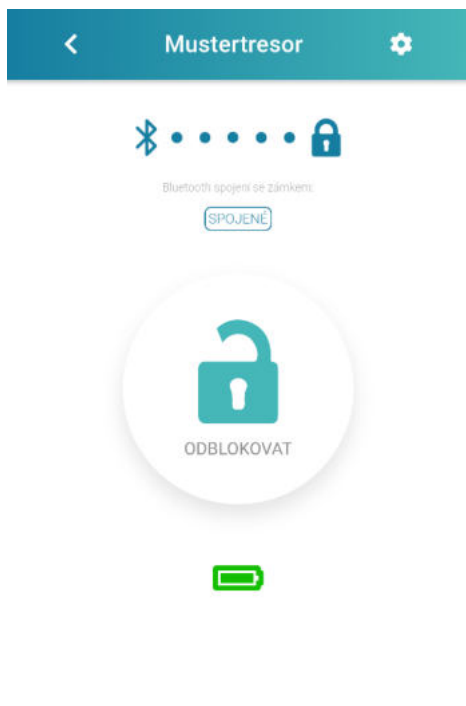 Mustertresor
Bluetooth spojení se zámkem:
SPOJENÉ
ODBLOKOVAT